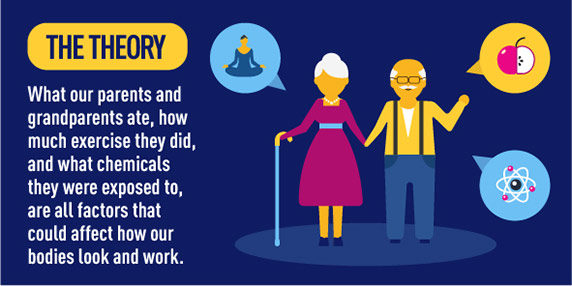 THE THEORY
What our parents and
grandparents ate, how
much exercise they did,
and what chemicals
they were exposed to,
are all factors that
could affect how our
bodies look and work.